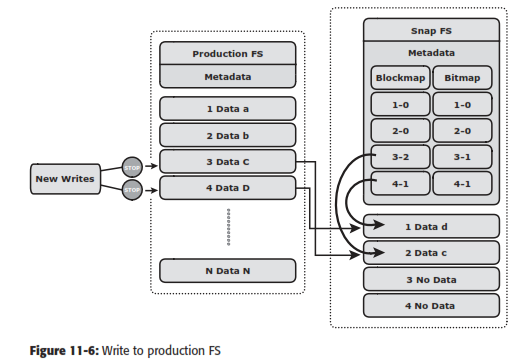 Snap FS
Metadata
Blockmap Bitmap
1-0 1-0
2-0 2-0
3-2 3-1
4-1 4-1
1 Data d
2 Data c
3 No Data
4 No Data
Production FS
Metadata
1 Data a
2 Data b
3 Data C
4 Data D
N Data N
New Writes
STOP
STOP
Figure 11-6: Write to production FS